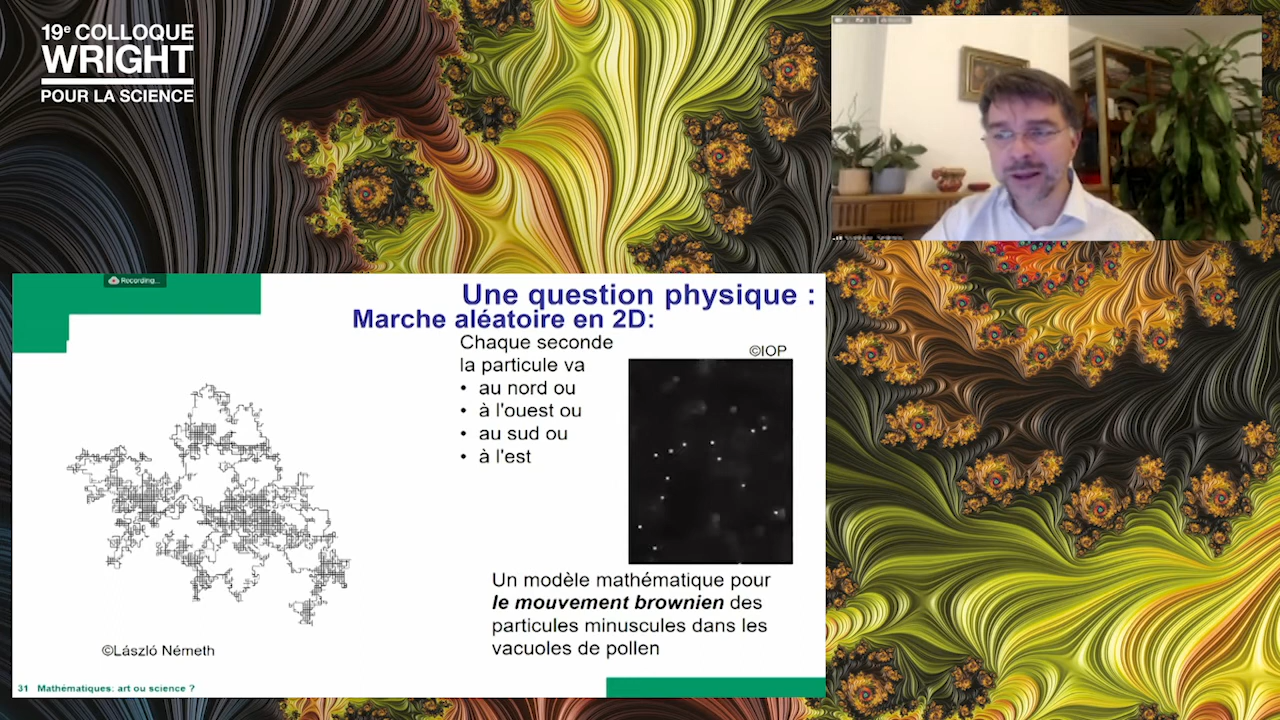 19e COLLOQUE
WRIGHT
POUR LA SCIENCE
Recording...
Une question physique :
Marche aléatoire en 2D:
Chaque seconde
la particule va
• au nord ou
• à l'ouest ou
• au sud ou
• à l'est
©IOP
Un modèle mathématique pour
le mouvement brownien des
particules minuscules dans les
vacuoles de pollen
©László Németh
31 Mathématiques: art ou science ?